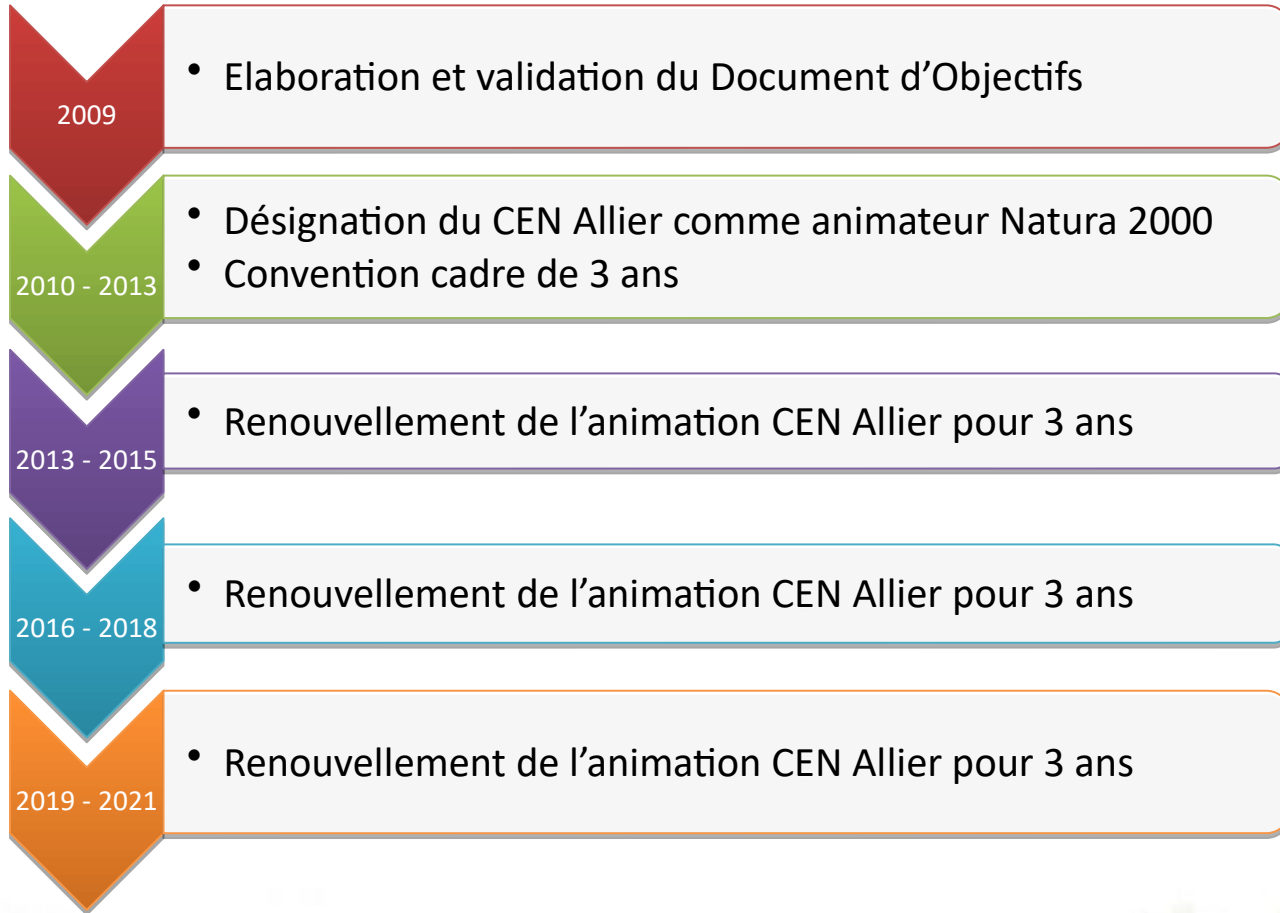 2009
• Elaboration et validation du Document d’Objectifs
2010 - 2013
• Désignation du CEN Allier comme animateur Natura 2000
• Convention cadre de 3 ans
2013 - 2015
• Renouvellement de l’animation CEN Allier pour 3 ans
2016 - 2018
• Renouvellement de l’animation CEN Allier pour 3 ans
2019 - 2021
• Renouvellement de l’animation CEN Allier pour 3 ans